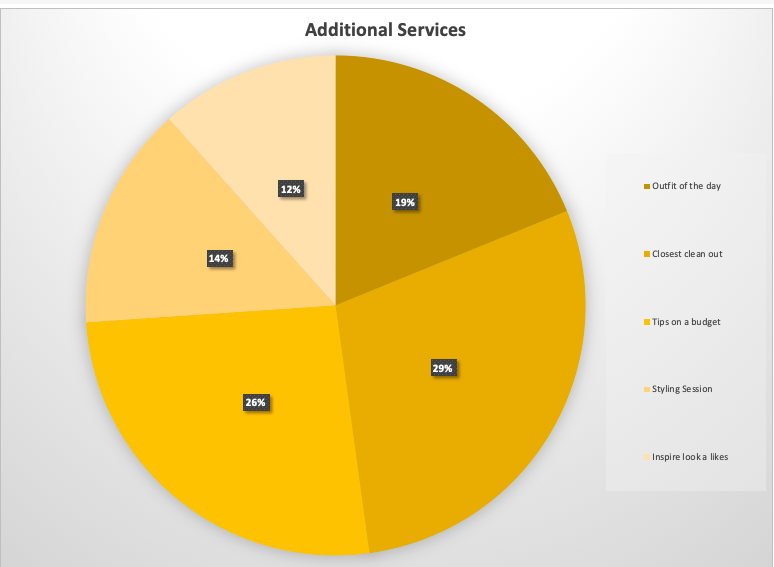 Additional Services
12%
19%
14%
29%
26%
Outfit of the day
Closest clean out
Tips on a budget
Styling Session
Inspire look a likes